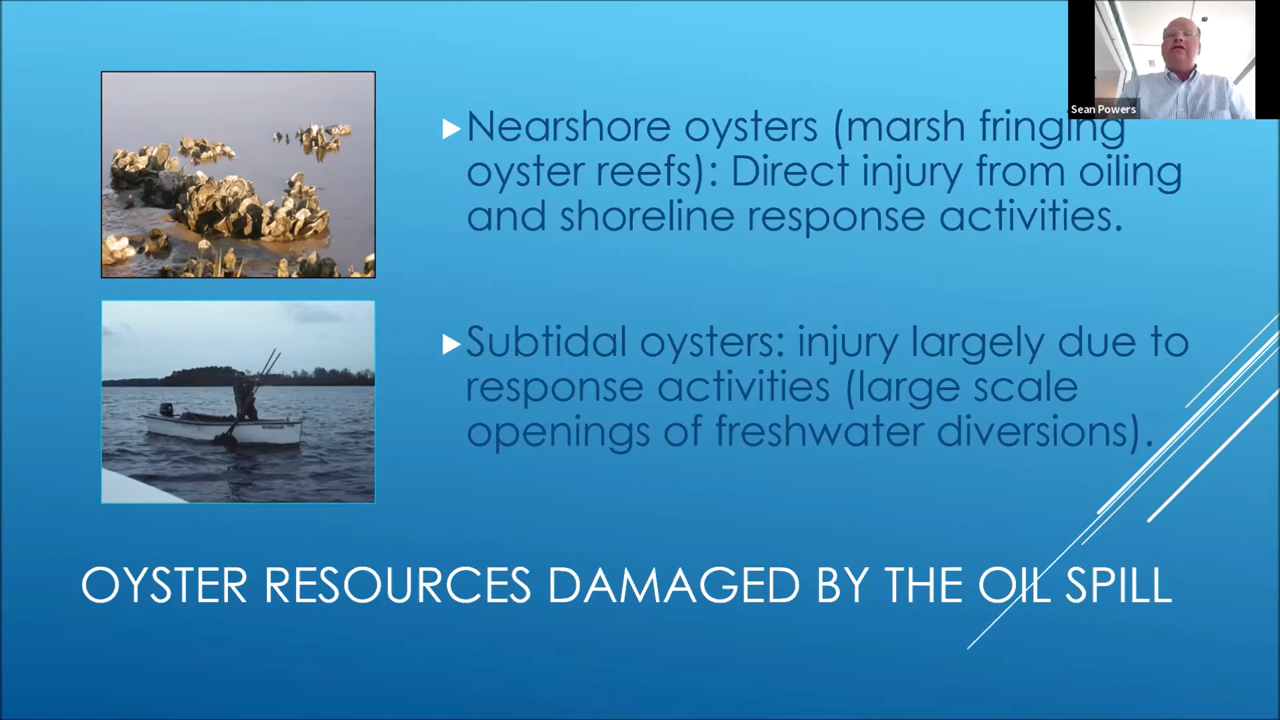 Sean Powers
Nearshore oysters (marsh fringing
oyster reefs): Direct injury from oiling
and shoreline response activities.
Subtidal oysters: injury largely due to
response activities (large scale
openings of freshwater diversions).
OYSTER RESOURCES DAMAGED BY THE OIL SPILL